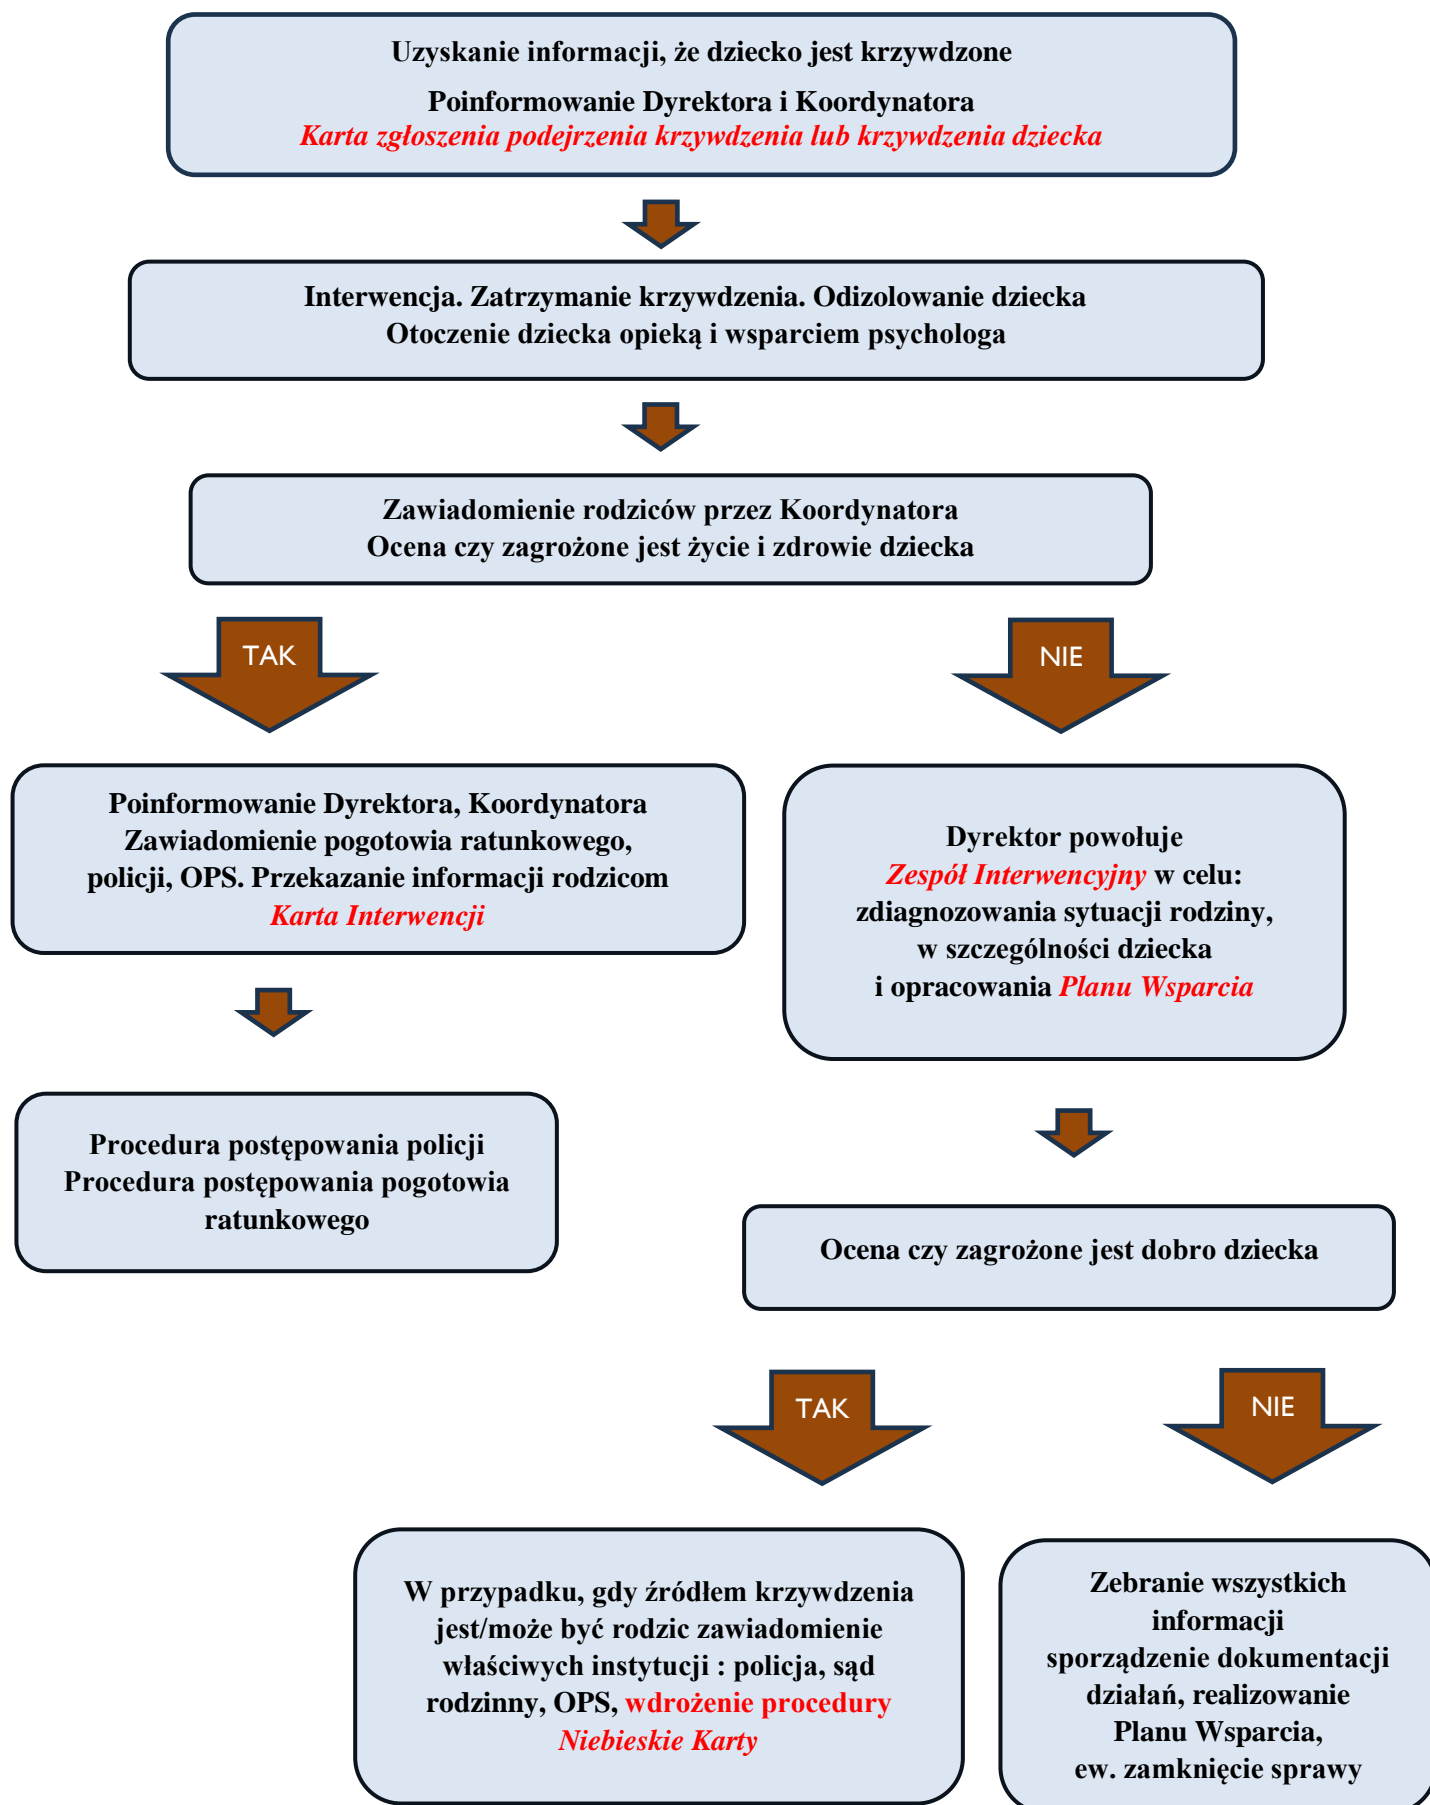 Uzyskanie informacji, że dziecko jest krzywdzone
Poinformowanie Dyrektora i Koordynatora
Karta zgłoszenia podejrzenia krzywdzenia lub krzywdzenia dziecka
Interwencja. Zatrzymanie krzywdzenia. Odizolowanie dziecka
Otoczenie dziecka opieką i wsparciem psychologa
Zawiadomienie rodziców przez Koordynatora
Ocena czy zagrożone jest życie i zdrowie dziecka
TAK
NIE
Poinformowanie Dyrektora, Koordynatora
Zawiadomienie pogotowia ratunkowego,
policji, OPS. Przekazanie informacji rodzicom
Karta Interwencji
Dyrektor powołuje
Zespół Interwencyjny w celu:
zdiagnozowania sytuacji rodziny,
w szczególności dziecka
i opracowania Planu Wsparcia
Procedura postępowania policji
Procedura postępowania pogotowia
ratunkowego
Ocena czy zagrożone jest dobro dziecka
TAK
NIE
W przypadku, gdy źródłem krzywdzenia
jest/może być rodzic zawiadomienie
właściwych instytucji : policja, sąd
rodzinny, OPS, wdrożenie procedury
Niebieskie Karty
Zebranie wszystkich
informacji
sporządzenie dokumentacji
działań, realizowanie
Planu Wsparcia,
ew. zamknięcie sprawy